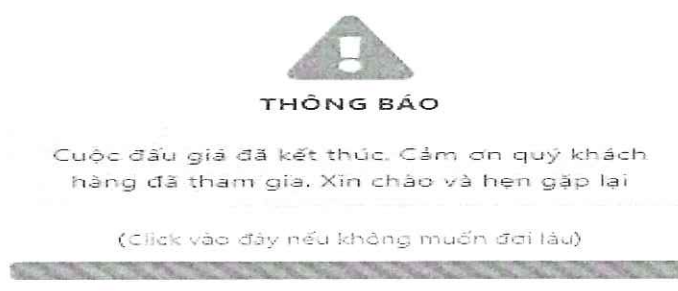 THÔNG BÁO
Cuộc đấu giá đã kết thúc. Cảm ơn quý khách
hàng đã tham gia. Xin chào và hẹn gặp lại
(Click vào đây nếu không muốn đợi lâu)